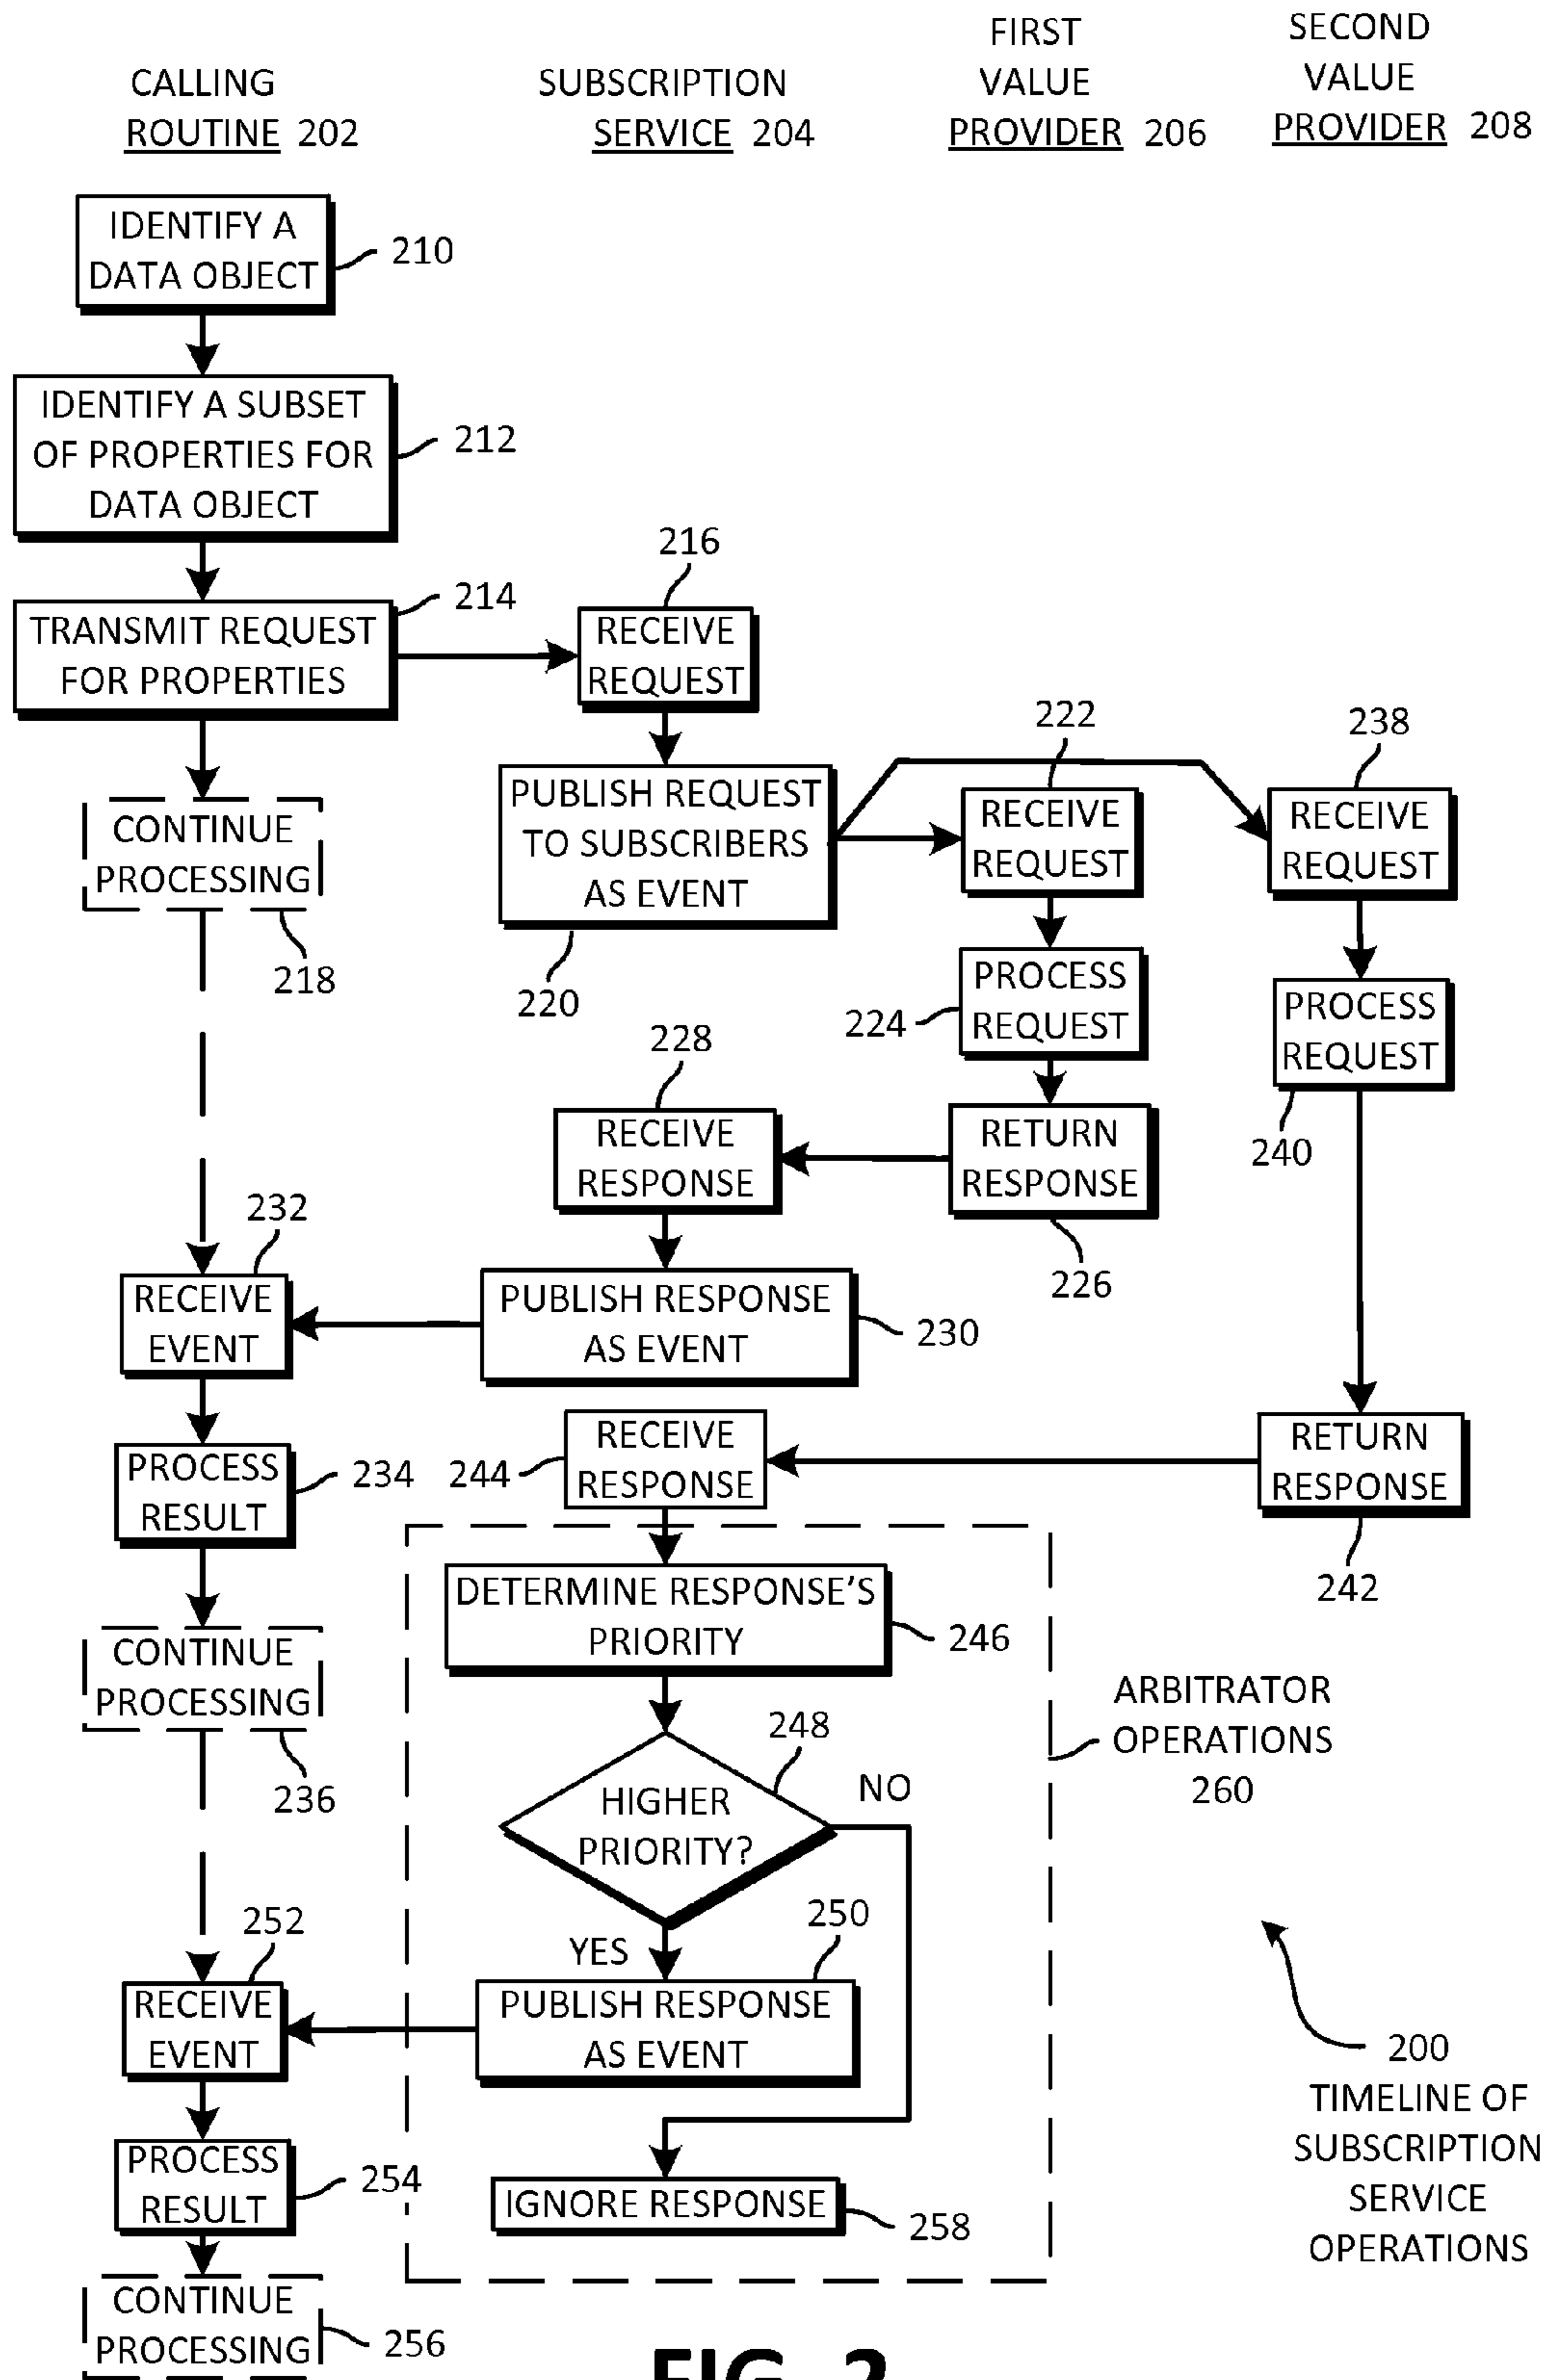 CALLING
ROUTINE 202
SUBSCRIPTION
SERVICE 204
FIRST
VALUE
PROVIDER 206
SECOND
VALUE
PROVIDER 208
IDENTIFY A
DATA OBJECT
210
IDENTIFY A SUBSET
OF PROPERTIES FOR
DATA OBJECT
212
TRANSMIT REQUEST
FOR PROPERTIES
214
216
RECEIVE
REQUEST
CONTINUE
PROCESSING
218
PUBLISH REQUEST
TO SUBSCRIBERS
AS EVENT
220
222
RECEIVE
REQUEST
238
RECEIVE
REQUEST
PROCESS
REQUEST
224
PROCESS
REQUEST
240
228
RECEIVE
RESPONSE
RETURN
RESPONSE
226
232
RECEIVE
EVENT
PUBLISH RESPONSE
AS EVENT
230
PROCESS
RESULT
234
244
RECEIVE
RESPONSE
RETURN
RESPONSE
242
DETERMINE RESPONSE'S
PRIORITY
246
CONTINUE
PROCESSING
236
248
HIGHER
PRIORITY?
NO
YES
ARBITRATOR
OPERATIONS
260
252
RECEIVE
EVENT
250
PUBLISH RESPONSE
AS EVENT
PROCESS
RESULT
254
IGNORE RESPONSE
258
200
TIMELINE OF
SUBSCRIPTION
SERVICE
OPERATIONS
CONTINUE
PROCESSING
256
FIG. 2